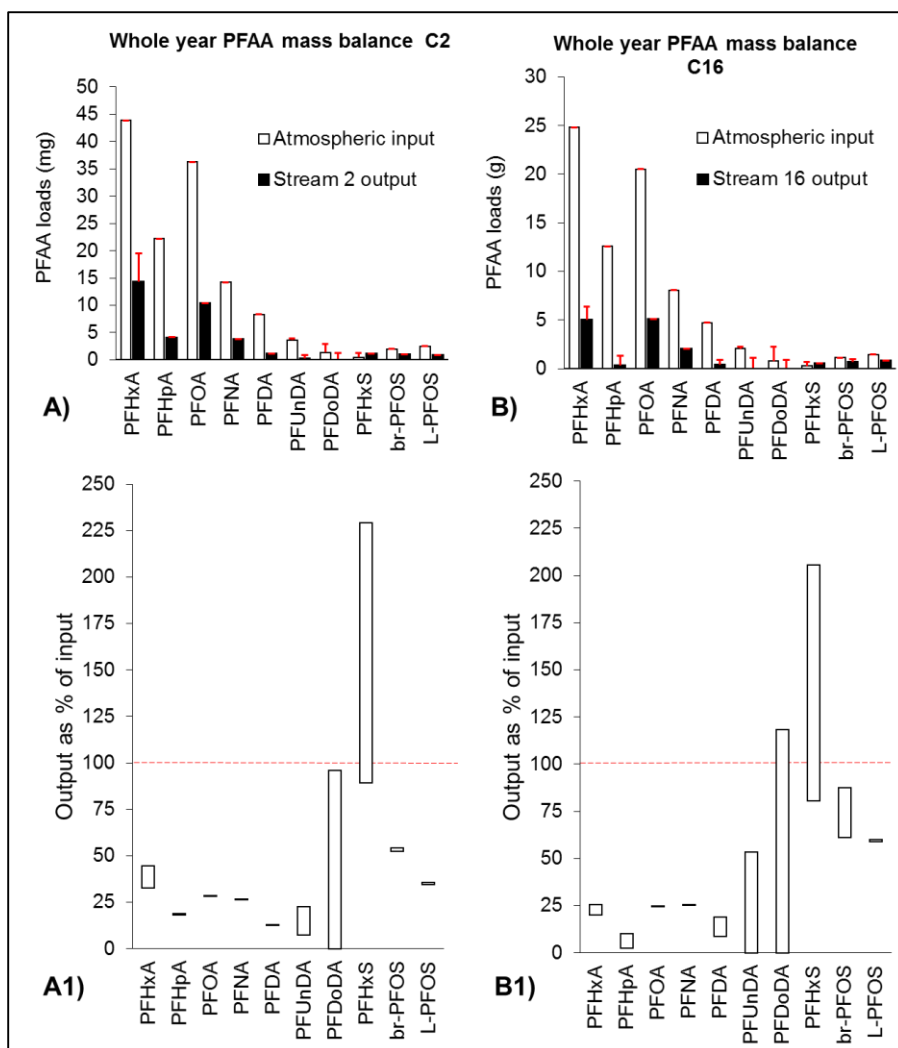 Whole year PFAA mass balance C2
50
45
40
35
30
25
20
15
10
5
0
PFAA loads (mg)
Atmospheric input
Stream 2 output
PFHxA
PFHpA
PFOA
PFNA
PFDA
PFUnDA
PFDoDA
PFHxS
br-PFOS
L-PFOS
A)
Whole year PFAA mass balance
C16
30
25
20
15
10
5
0
PFAA loads (g)
Atmospheric input
Stream 16 output
PFHxA
PFHpA
PFOA
PFNA
PFDA
PFUnDA
PFDoDA
PFHxS
br-PFOS
L-PFOS
B)
250
225
200
175
150
125
100
75
50
25
0
Output as % of input
PFHxA
PFHpA
PFOA
PFNA
PFDA
PFUnDA
PFDoDA
PFHxS
br-PFOS
L-PFOS
A1)
250
225
200
175
150
125
100
75
50
25
0
Output as % of input
PFHxA
PFHpA
PFOA
PFNA
PFDA
PFUnDA
PFDoDA
PFHxS
br-PFOS
L-PFOS
B1)